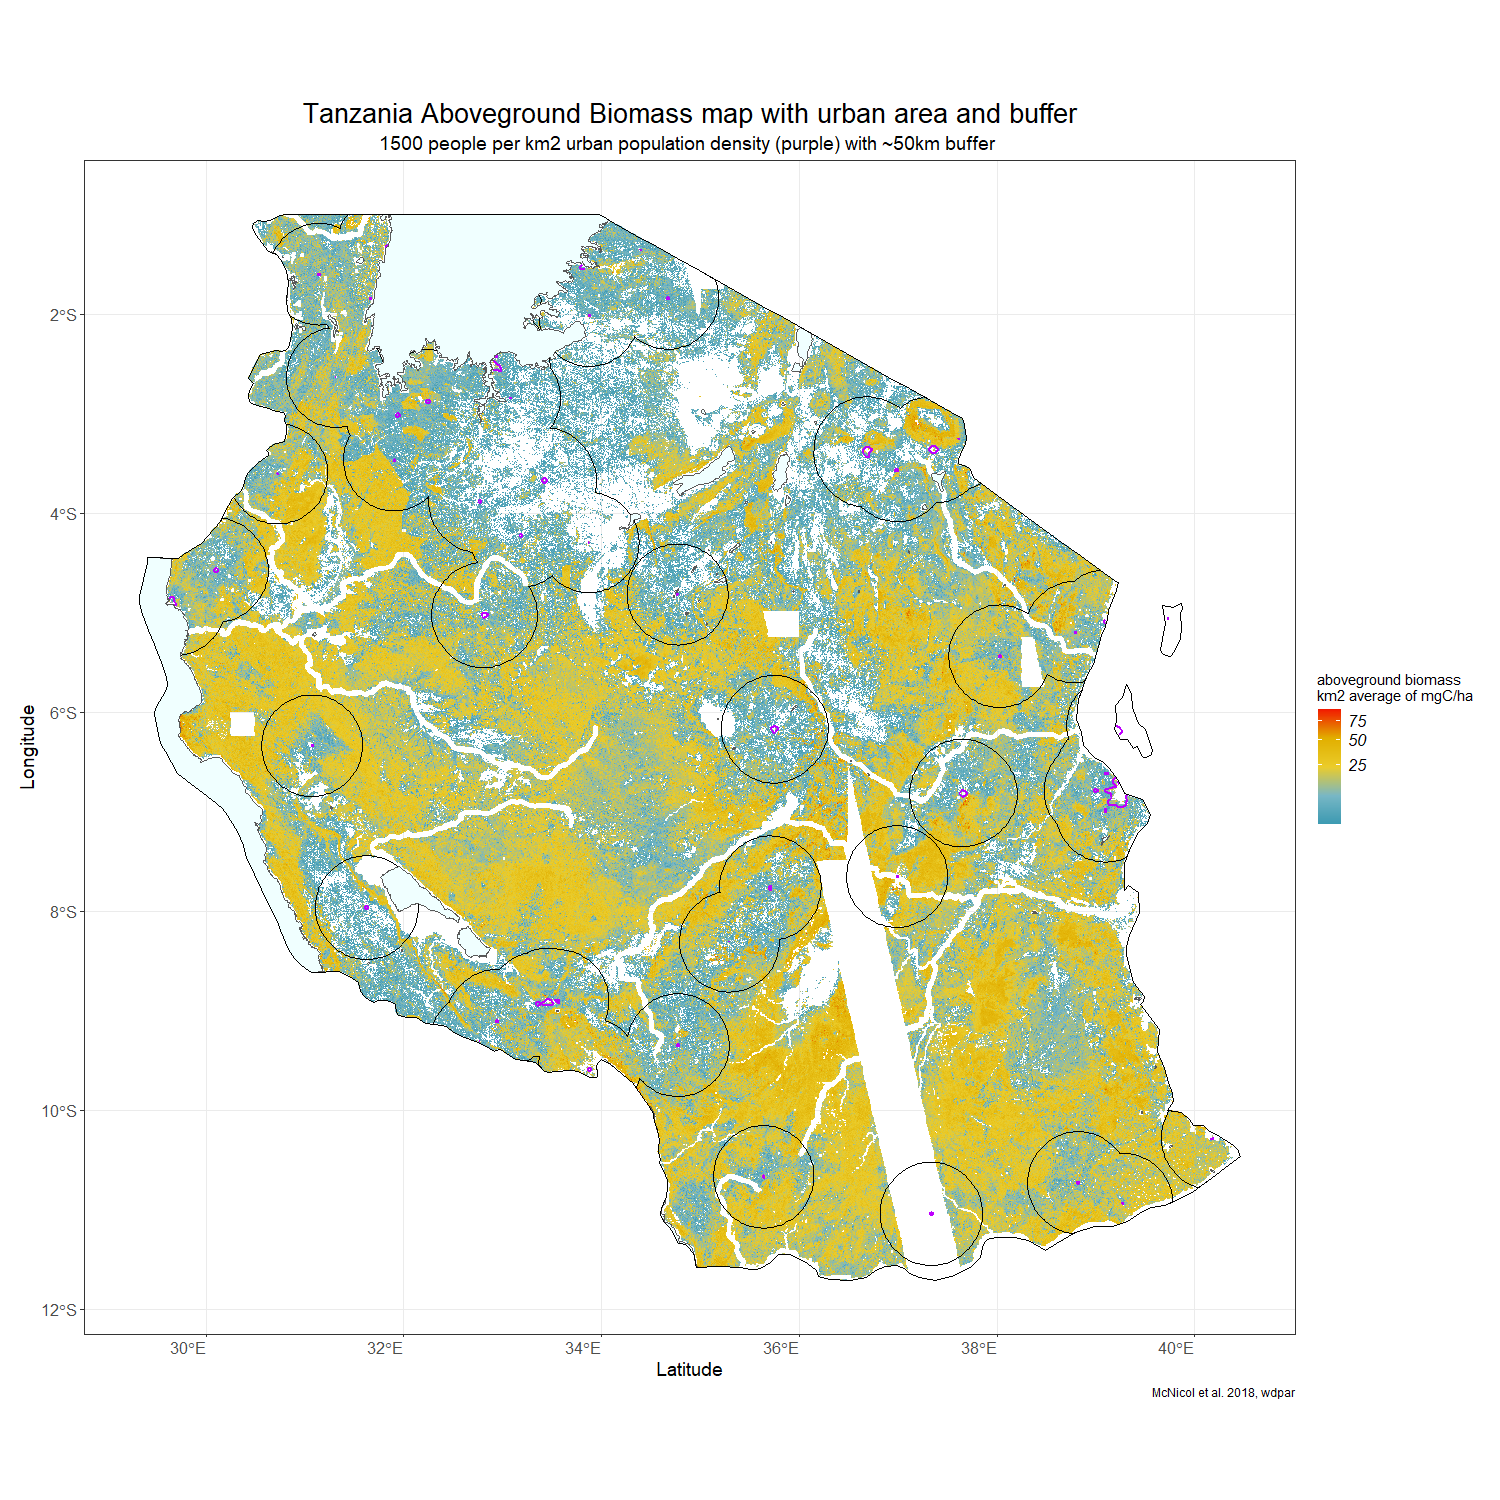 Tanzania Aboveground Biomass map with urban area and buffer
1500 people per km2 urban population density (purple) with ~50km buffer
2°S
4°S
6°S
8°S
10°S
12°S
Longitude
30°E
32°E
34°E
36°E
38°E
40°E
Latitude
aboveground biomass
km2 average of mgC/ha
75
50
25
McNicol et al. 2018, wdpar